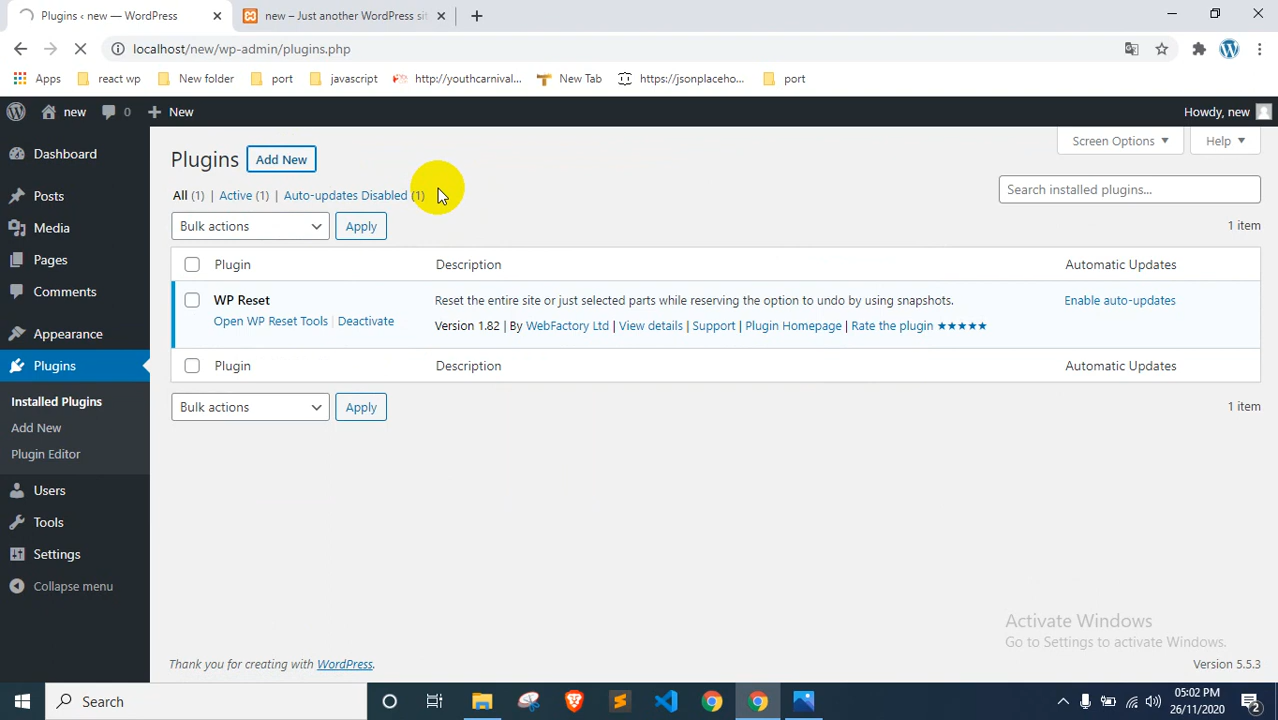 Plugins ‹ new — WordPress
new – Just another WordPress sit
localhost/new/wp-admin/plugins.php
Apps
react wp
New folder
port
javascript
http://youthcarnival...
New Tab
https://jsonplaceho...
port
new
0
New
Howdy, new
Dashboard
Posts
Media
Pages
Comments
Appearance
Plugins
Installed Plugins
Add New
Plugin Editor
Users
Tools
Settings
Collapse menu
Screen Options
Help
Plugins Add New
All (1) | Active (1) | Auto-updates Disabled (1)
Search installed plugins...
Bulk actions Apply
1 item
Plugin Description Automatic Updates
WP Reset Reset the entire site or just selected parts while reserving the option to undo by using snapshots. Enable auto-updates
Open WP Reset Tools | Deactivate Version 1.82 | By WebFactory Ltd | View details | Support | Plugin Homepage | Rate the plugin ★★★★★
Plugin Description Automatic Updates
Bulk actions Apply
1 item
Activate Windows
Go to Settings to activate Windows.
Thank you for creating with WordPress.
Version 5.5.3
Search
05:02 PM
26/11/2020
2